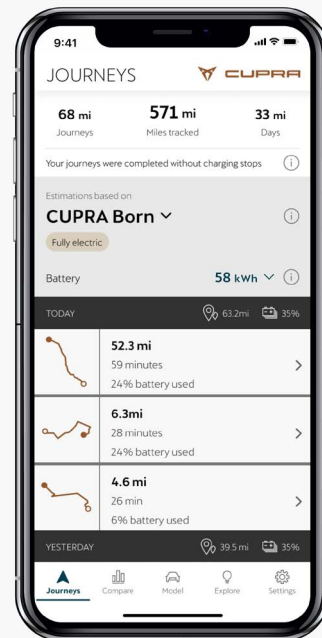 9:41
JOURNEYS CUPRA
68 mi 571 mi 33 mi
Journeys Miles tracked Days
Your journeys were completed without charging stops
Estimations based on
CUPRA Born
Fully electric
Battery 58 kWh
TODAY 63.2mi 35%
52.3 mi
59 minutes
24% battery used
6.3mi
28 minutes
24% battery used
4.6 mi
26 min
6% battery used
YESTERDAY 39.5 mi 35%
Journeys Compare Model Explore Settings